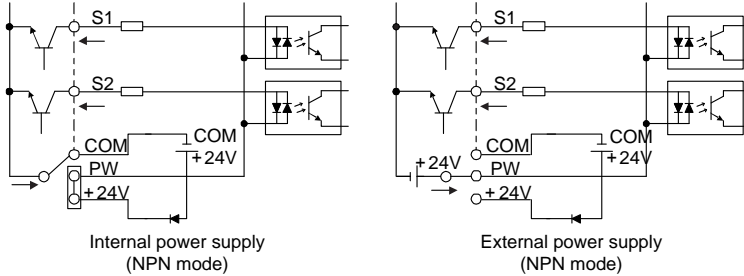 S1
S2
COM
COM
+24V
PW
+24V
Internal power supply
(NPN mode)
S1
S2
COM
COM
+24V
+24V
PW
+24V
External power supply
(NPN mode)